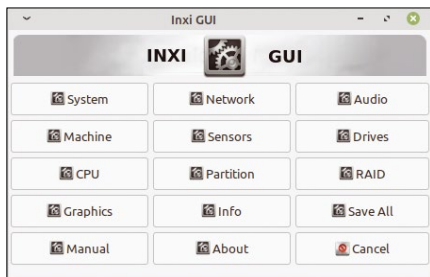 Inxi GUI
INXI GUI
System Network Audio
Machine Sensors Drives
CPU Partition RAID
Graphics Info Save All
Manual About Cancel